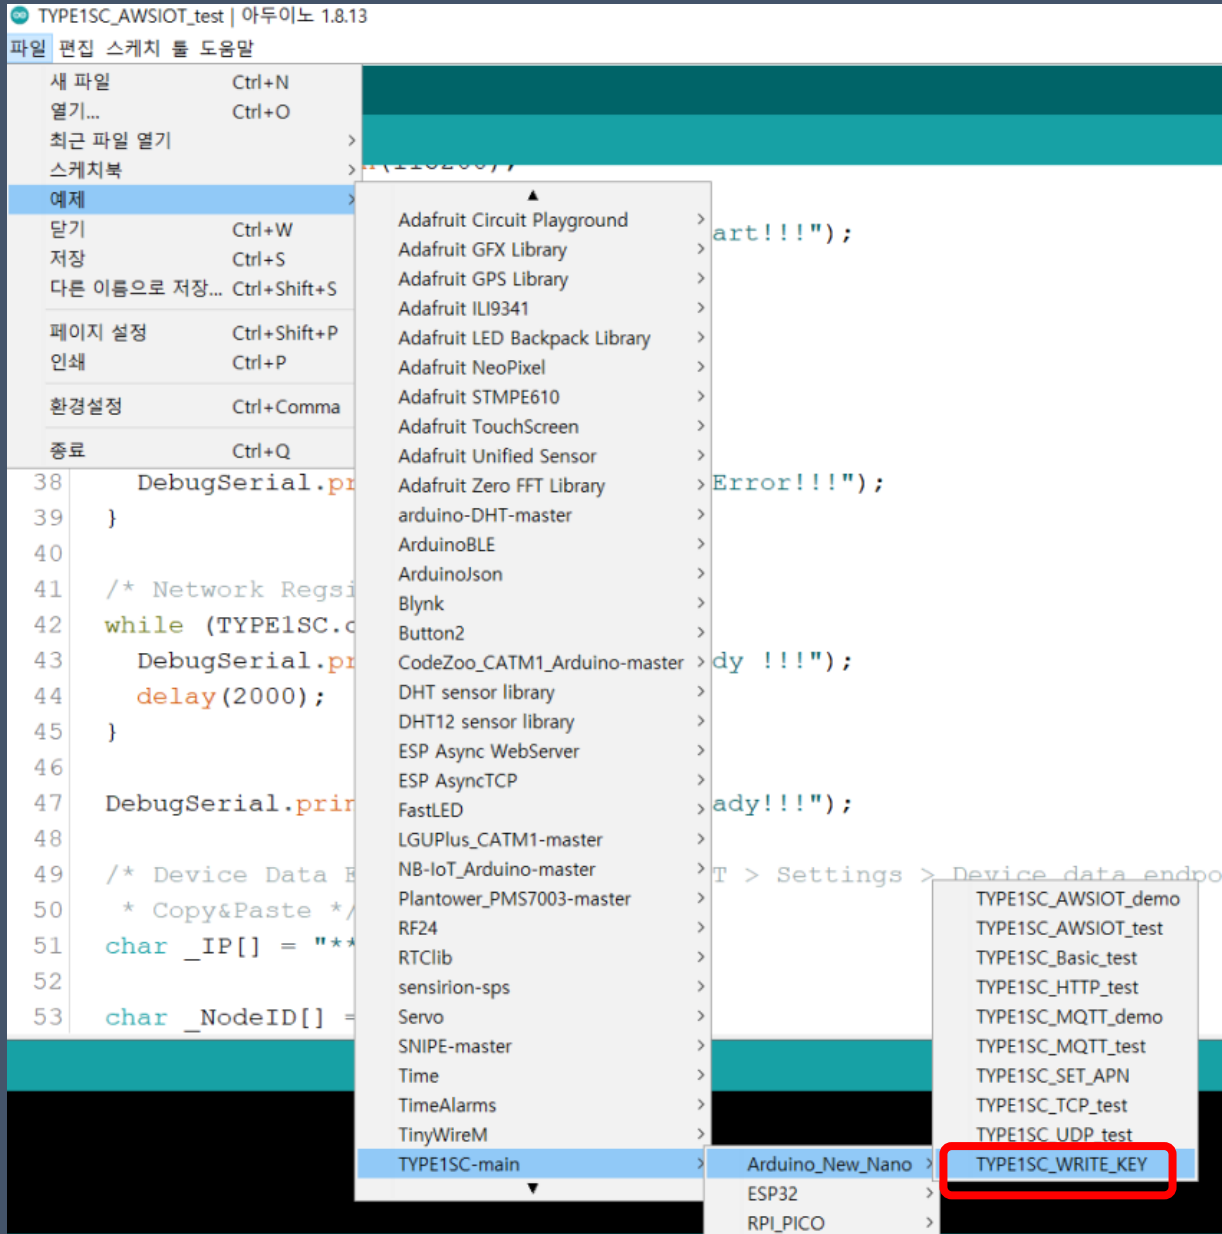 TYPE1SC_AWSIOT_test | 아두이노 1.8.13
파일 편집 스케치 툴 도움말
새 파일 Ctrl+N
열기... Ctrl+O
최근 파일 열기 >
스케치북 >
예제 >
닫기 Ctrl+W
저장 Ctrl+S
다른 이름으로 저장... Ctrl+Shift+S
페이지 설정 Ctrl+Shift+P
인쇄 Ctrl+P
환경설정 Ctrl+Comma
종료 Ctrl+Q
▲
Adafruit Circuit Playground >
Adafruit GFX Library >
Adafruit GPS Library >
Adafruit ILI9341 >
Adafruit LED Backpack Library >
Adafruit NeoPixel >
Adafruit STMPE610 >
Adafruit TouchScreen >
Adafruit Unified Sensor >
Adafruit Zero FFT Library >
arduino-DHT-master >
ArduinoBLE >
ArduinoJson >
Blynk >
Button2 >
CodeZoo_CATM1_Arduino-master >
DHT sensor library >
DHT12 sensor library >
ESP Async WebServer >
ESP AsyncTCP >
FastLED >
LGUPlus_CATM1-master >
NB-IoT_Arduino-master >
Plantower_PMS7003-master >
RF24 >
RTClib >
sensirion-sps >
Servo >
SNIPE-master >
Time >
TimeAlarms >
TinyWireM >
TYPE1SC-main >
▼
Arduino_New_Nano >
ESP32 >
RPI_PICO >
TYPE1SC_AWSIOT_demo
TYPE1SC_AWSIOT_test
TYPE1SC_Basic_test
TYPE1SC_HTTP_test
TYPE1SC_MQTT_demo
TYPE1SC_MQTT_test
TYPE1SC_SET_APN
TYPE1SC_TCP_test
TYPE1SC_UDP_test
TYPE1SC_WRITE_KEY
art!!!");
38 DebugSerial.pr Error!!!");
39 }
40
41 /* Network Regsi
42 while (TYPE1SC.c
43 DebugSerial.pr dy !!!");
44 delay(2000);
45 }
46
47 DebugSerial.prin ady!!!");
48
49 /* Device Data E T > Settings > Device data endpo
50 * Copy&Paste */
51 char _IP[] = "**
52
53 char _NodeID[] =